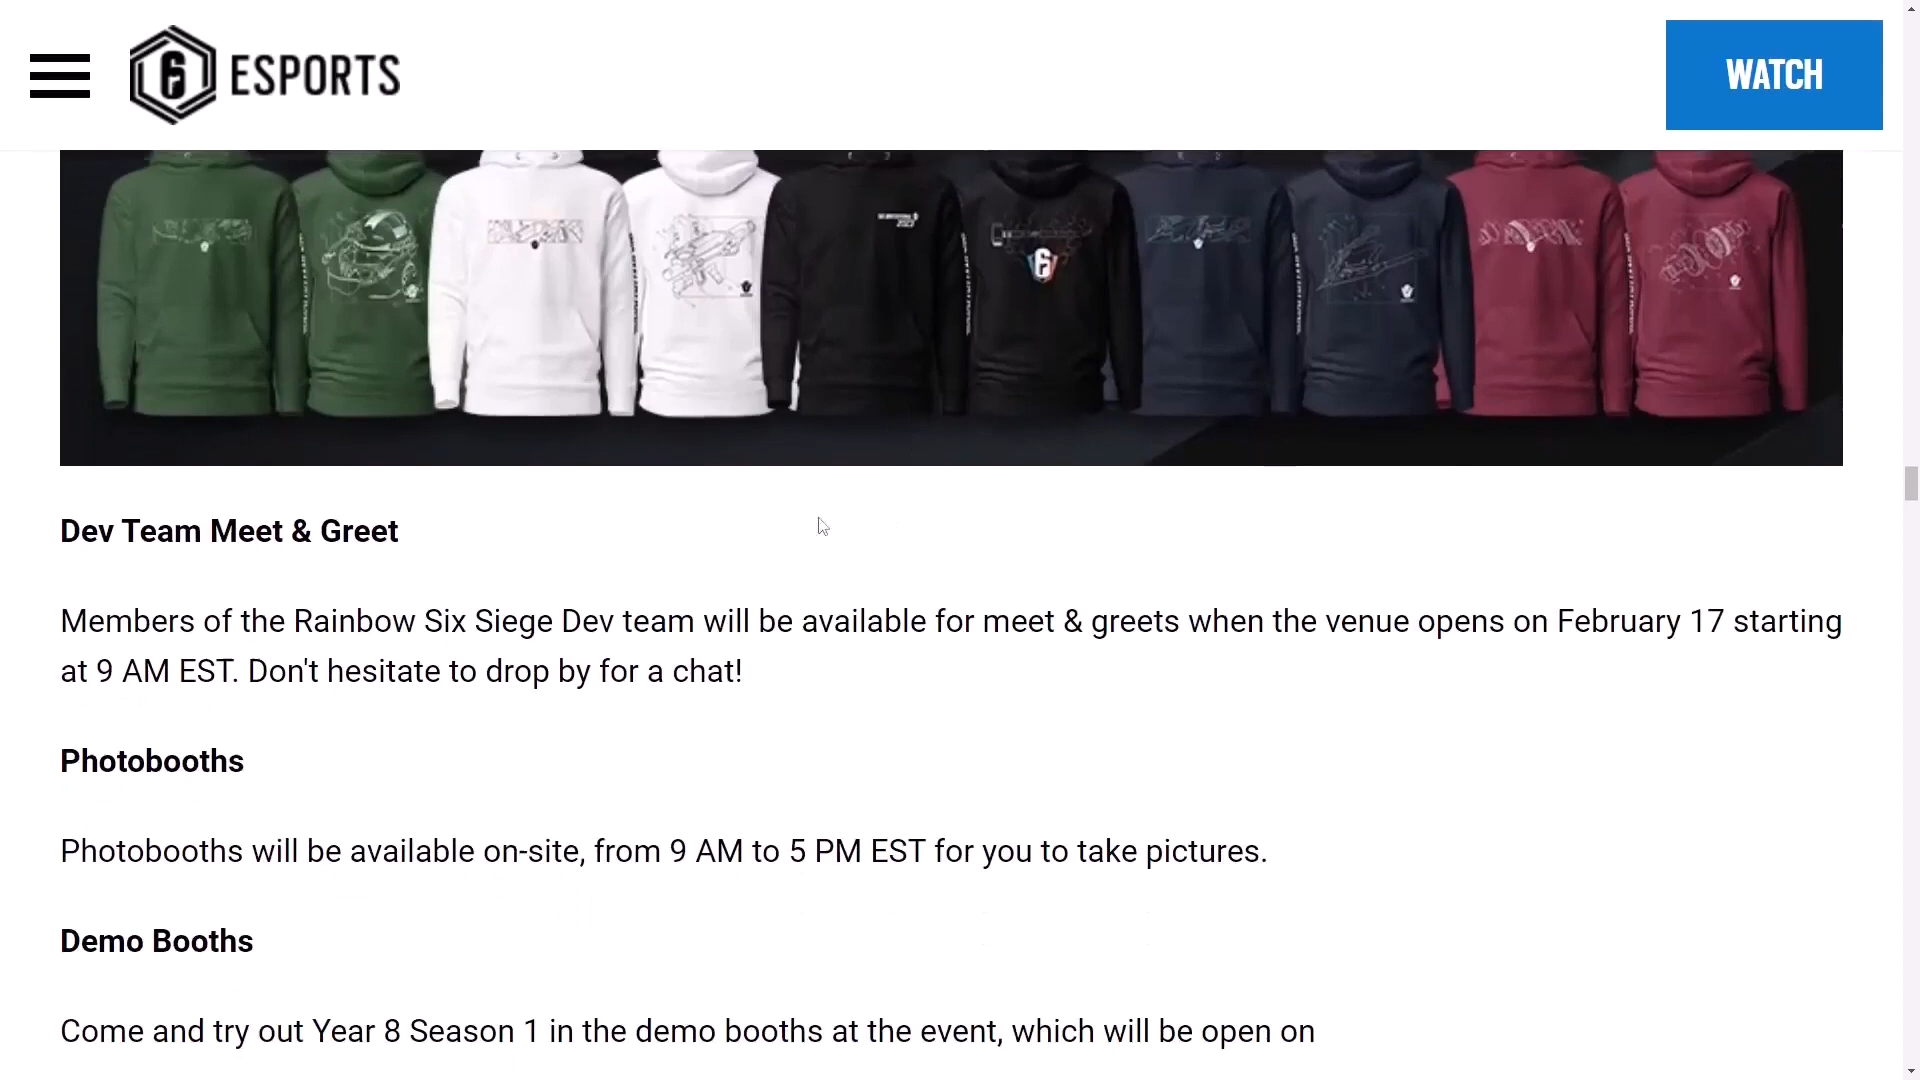 ESPORTS
WATCH
Dev Team Meet & Greet
Members of the Rainbow Six Siege Dev team will be available for meet & greets when the venue opens on February 17 starting
at 9 AM EST. Don't hesitate to drop by for a chat!
Photobooths
Photobooths will be available on-site, from 9 AM to 5 PM EST for you to take pictures.
Demo Booths
Come and try out Year 8 Season 1 in the demo booths at the event, which will be open on